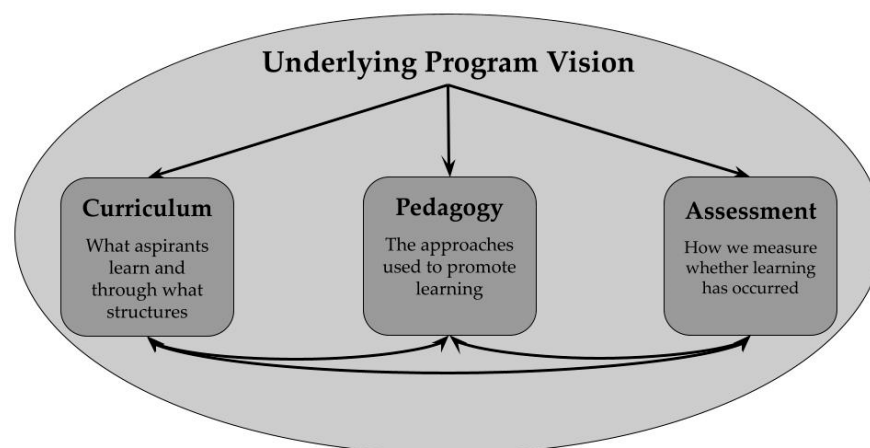 Underlying Program Vision
Curriculum
What aspirants
learn and
through what
structures
Pedagogy
The approaches
used to promote
learning
Assessment
How we measure
whether learning
has occurred